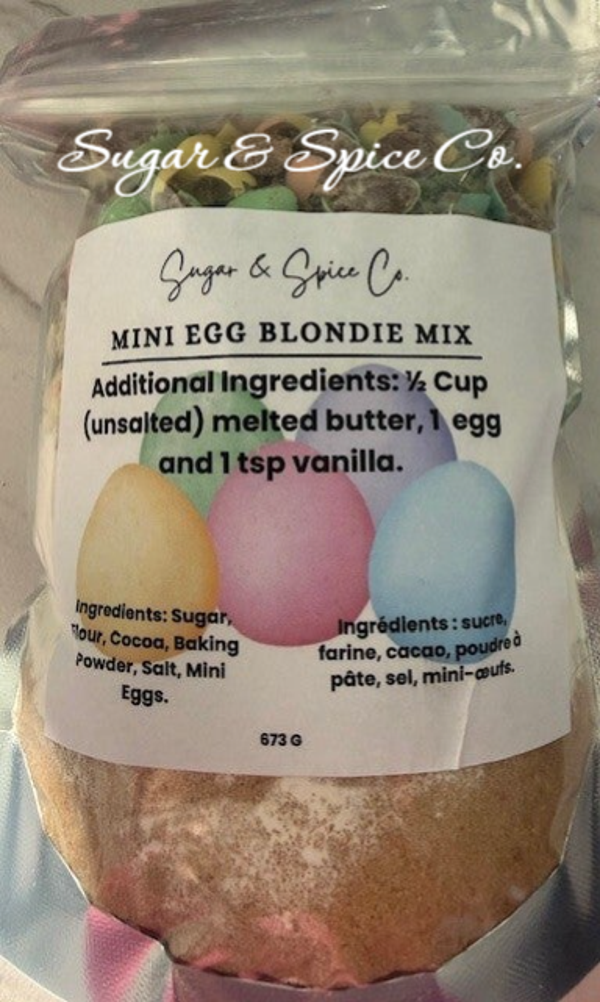 Sugar & Spice Co.
Sugar & Spice Co.
MINI EGG BLONDIE MIX
Additional Ingredients: ½ Cup
(unsalted) melted butter, 1 egg
and 1 tsp vanilla.
Ingredients: Sugar,
Flour, Cocoa, Baking
Powder, Salt, Mini
Eggs.
Ingrédients : sucre,
farine, cacao, poudre à
pâte, sel, mini-œufs.
673 G